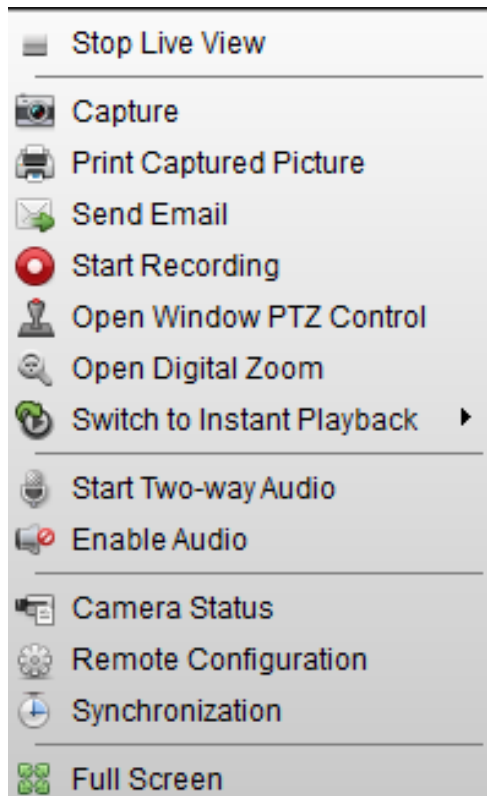 Stop Live View
Capture
Print Captured Picture
Send Email
Start Recording
Open Window PTZ Control
Open Digital Zoom
Switch to Instant Playback
Start Two-way Audio
Enable Audio
Camera Status
Remote Configuration
Synchronization
Full Screen